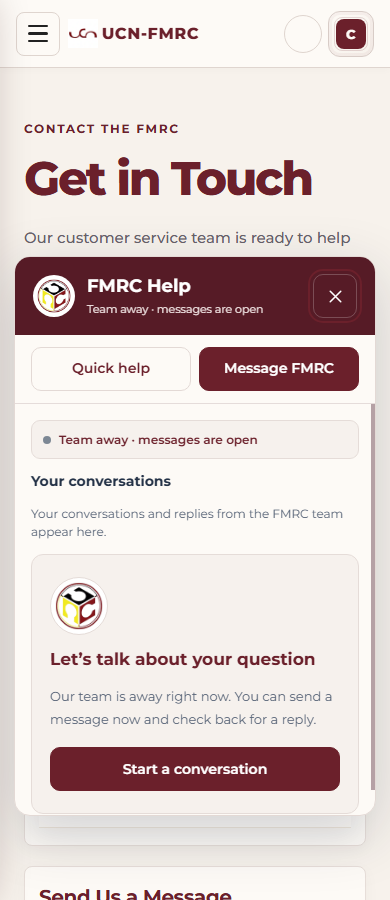 UCN-FMRC
C
CONTACT THE FMRC
Get in Touch
Our customer service team is ready to help
FMRC Help
Team away · messages are open
Quick help
Message FMRC
Team away · messages are open
Your conversations
Your conversations and replies from the FMRC team
appear here.
Let’s talk about your question
Our team is away right now. You can send a
message now and check back for a reply.
Start a conversation
Send Us a Message